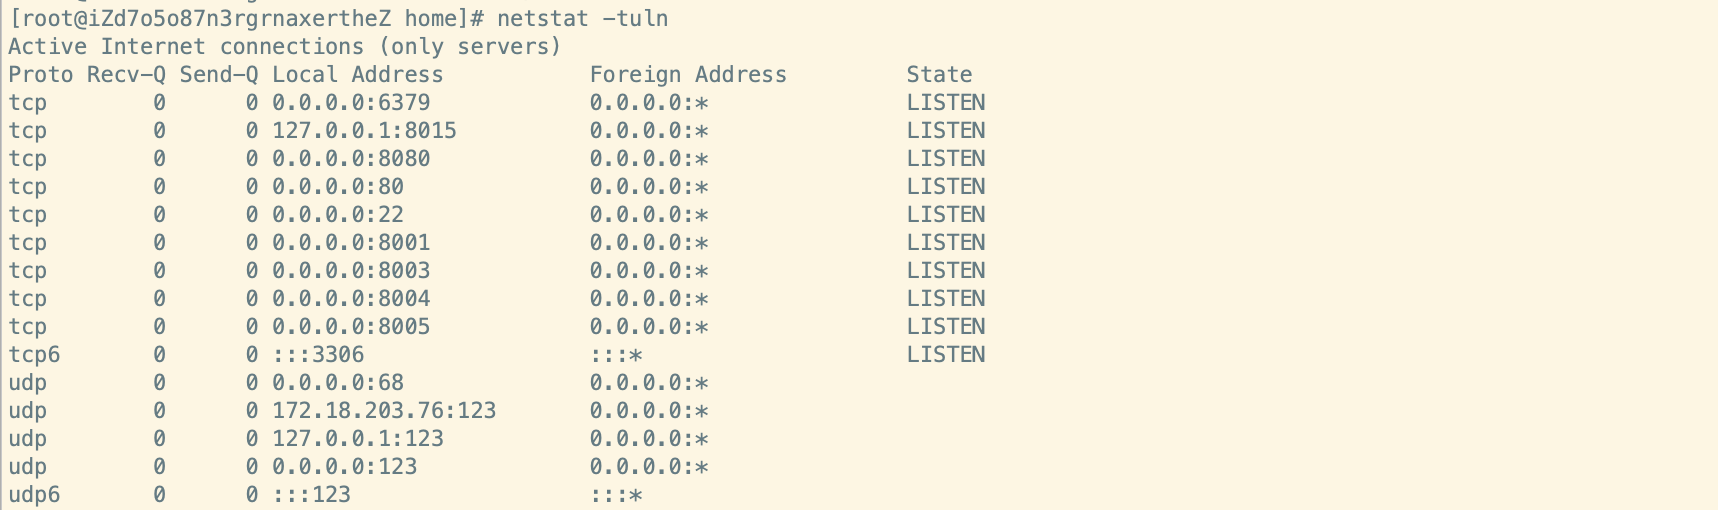 [root@iZd7o5o87n3rgrnaxertheZ home]# netstat -tuln
Active Internet connections (only servers)
Proto Recv-Q Send-Q Local Address           Foreign Address         State
tcp        0      0 0.0.0.0:6379            0.0.0.0:*               LISTEN
tcp        0      0 127.0.0.1:8015          0.0.0.0:*               LISTEN
tcp        0      0 0.0.0.0:8080            0.0.0.0:*               LISTEN
tcp        0      0 0.0.0.0:80              0.0.0.0:*               LISTEN
tcp        0      0 0.0.0.0:22              0.0.0.0:*               LISTEN
tcp        0      0 0.0.0.0:8001            0.0.0.0:*               LISTEN
tcp        0      0 0.0.0.0:8003            0.0.0.0:*               LISTEN
tcp        0      0 0.0.0.0:8004            0.0.0.0:*               LISTEN
tcp        0      0 0.0.0.0:8005            0.0.0.0:*               LISTEN
tcp6       0      0 :::3306                 :::*                    LISTEN
udp        0      0 0.0.0.0:68              0.0.0.0:*
udp        0      0 172.18.203.76:123       0.0.0.0:*
udp        0      0 127.0.0.1:123           0.0.0.0:*
udp        0      0 0.0.0.0:123             0.0.0.0:*
udp6       0      0 :::123                  :::*